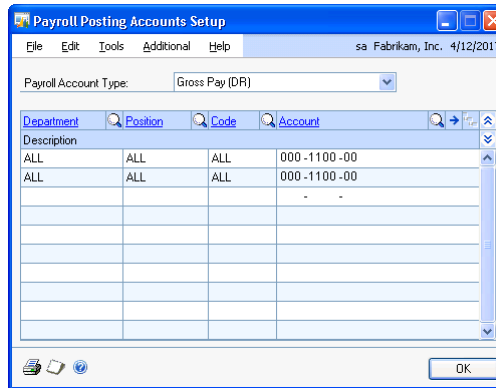 Payroll Posting Accounts Setup
File Edit Tools Additional Help sa Fabrikam, Inc. 4/12/2017
Payroll Account Type: Gross Pay (DR)
Department Position Code Account
Description
ALL ALL ALL 000 -1100 -00
ALL ALL ALL 000 -1100 -00
- -
OK